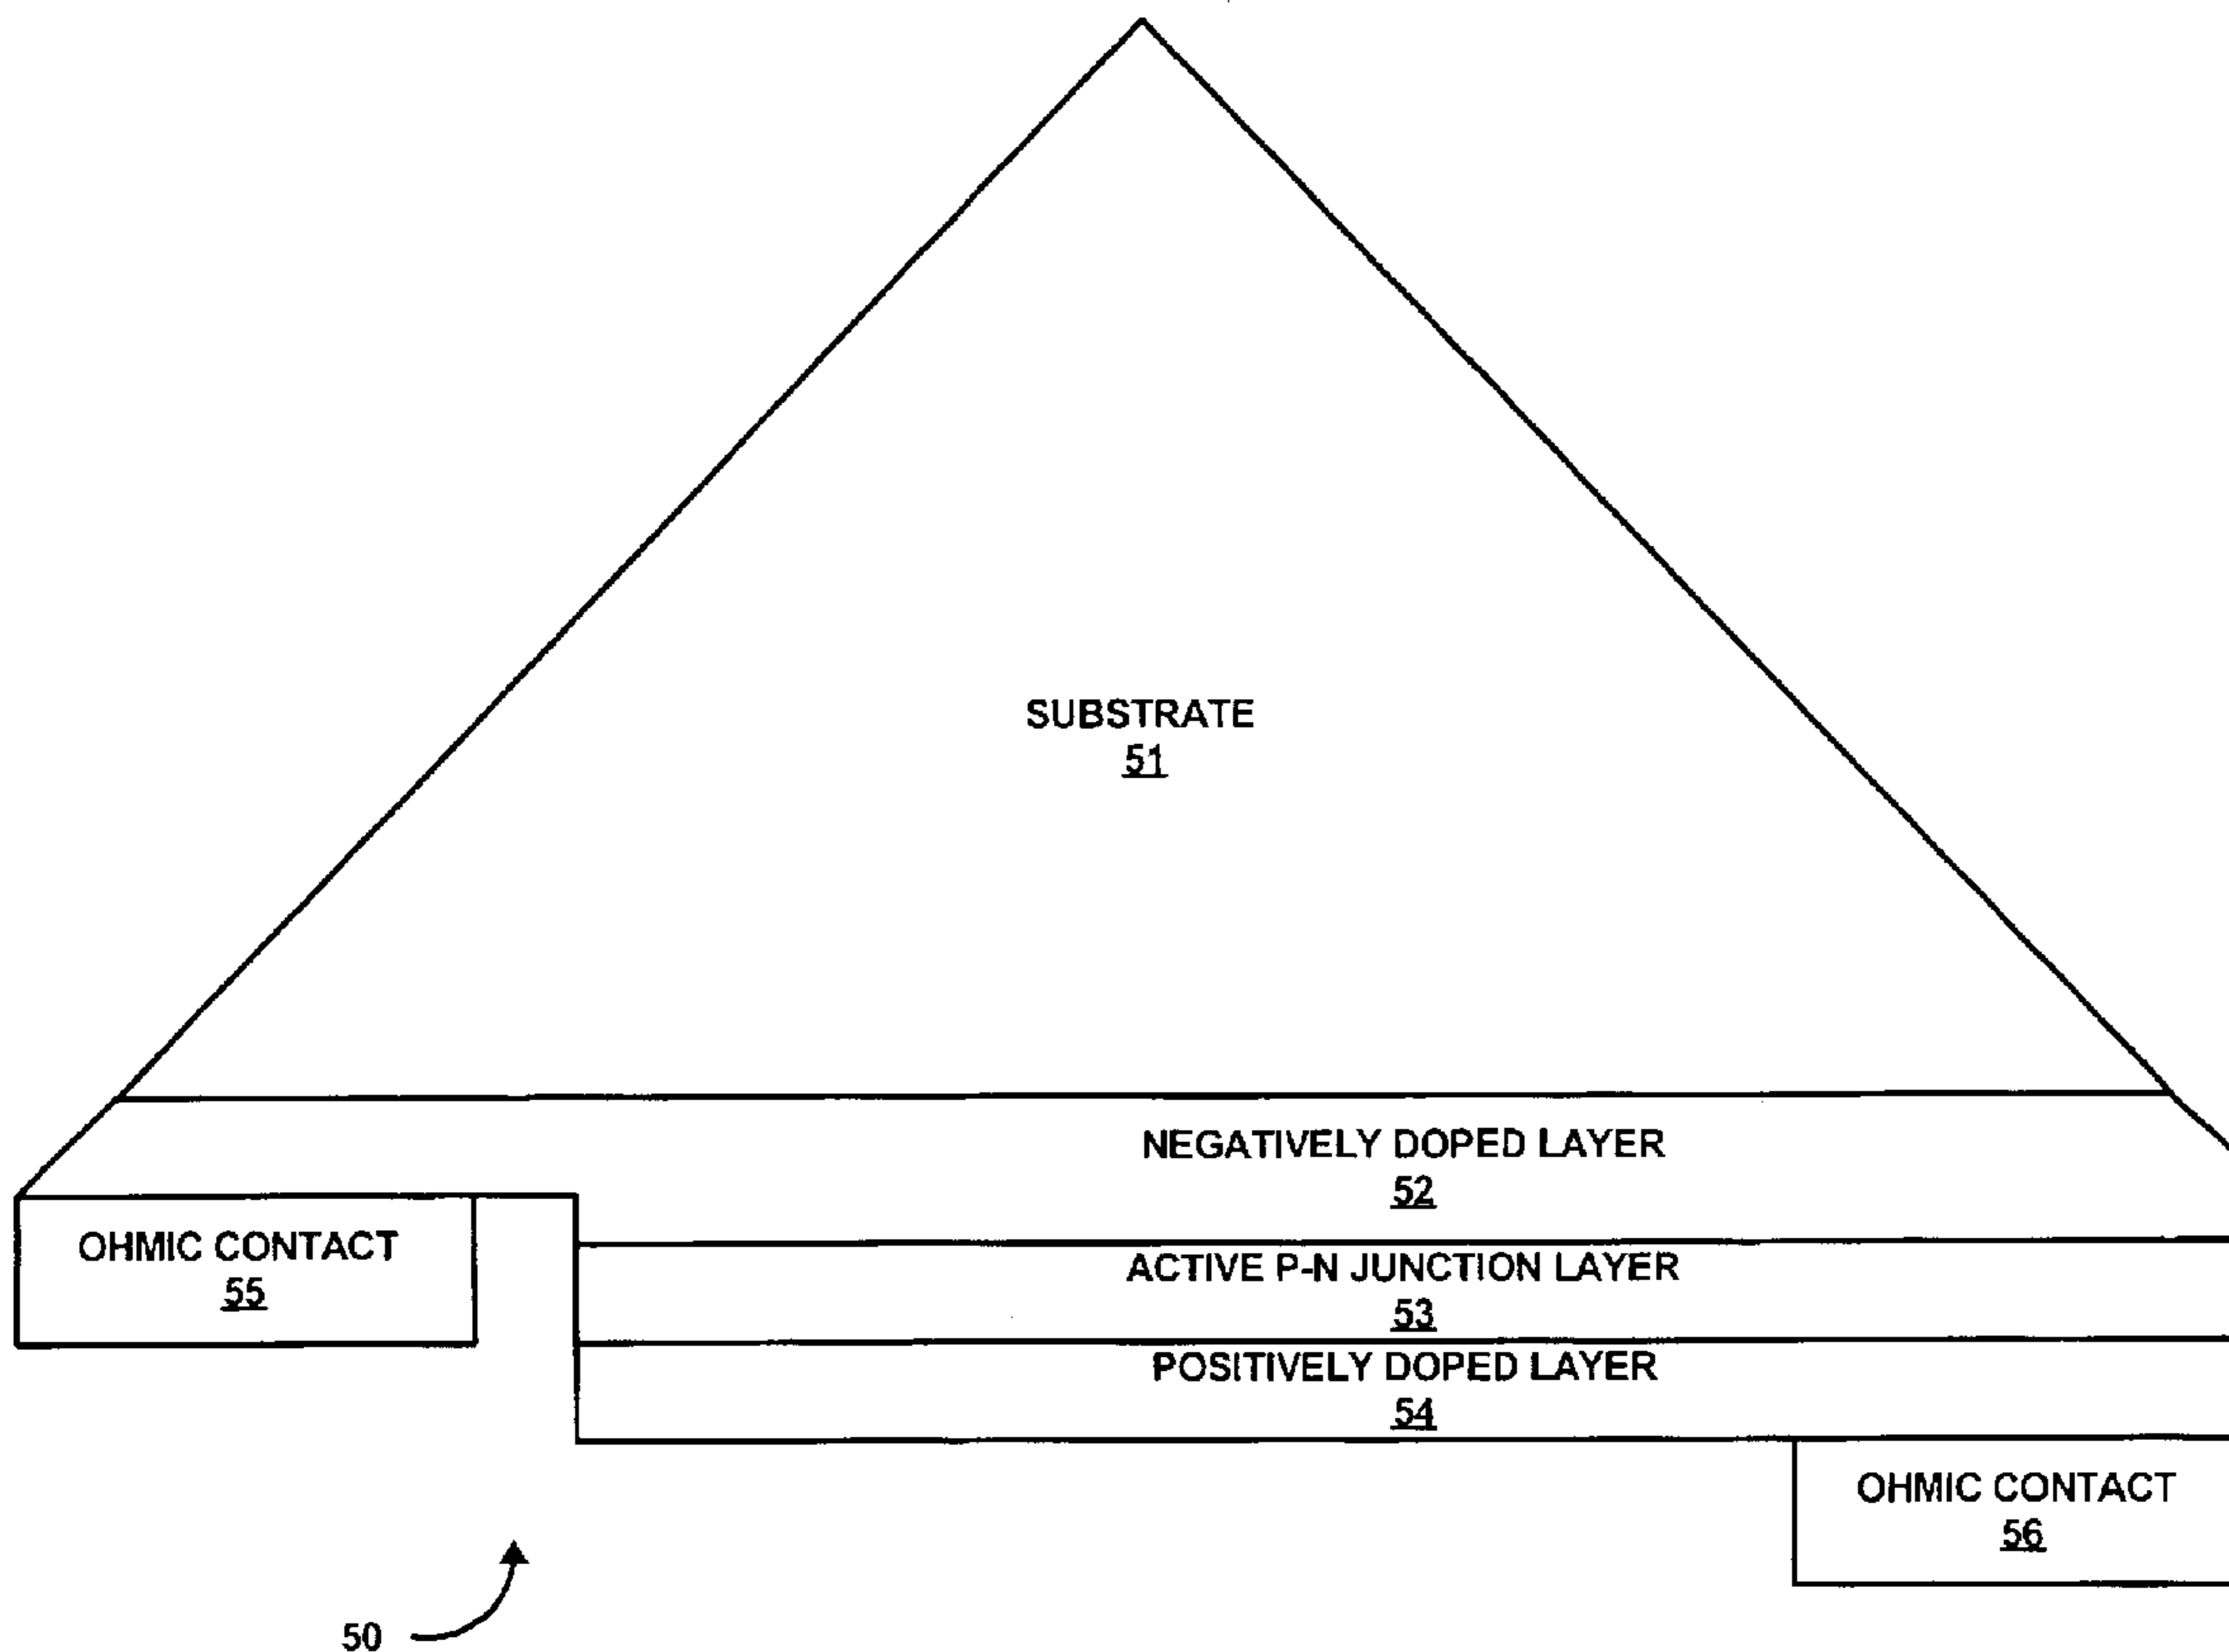 SUBSTRATE
51
NEGATIVELY DOPED LAYER
52
OHMIC CONTACT
55
ACTIVE P-N JUNCTION LAYER
53
POSITIVELY DOPED LAYER
54
OHMIC CONTACT
56
50